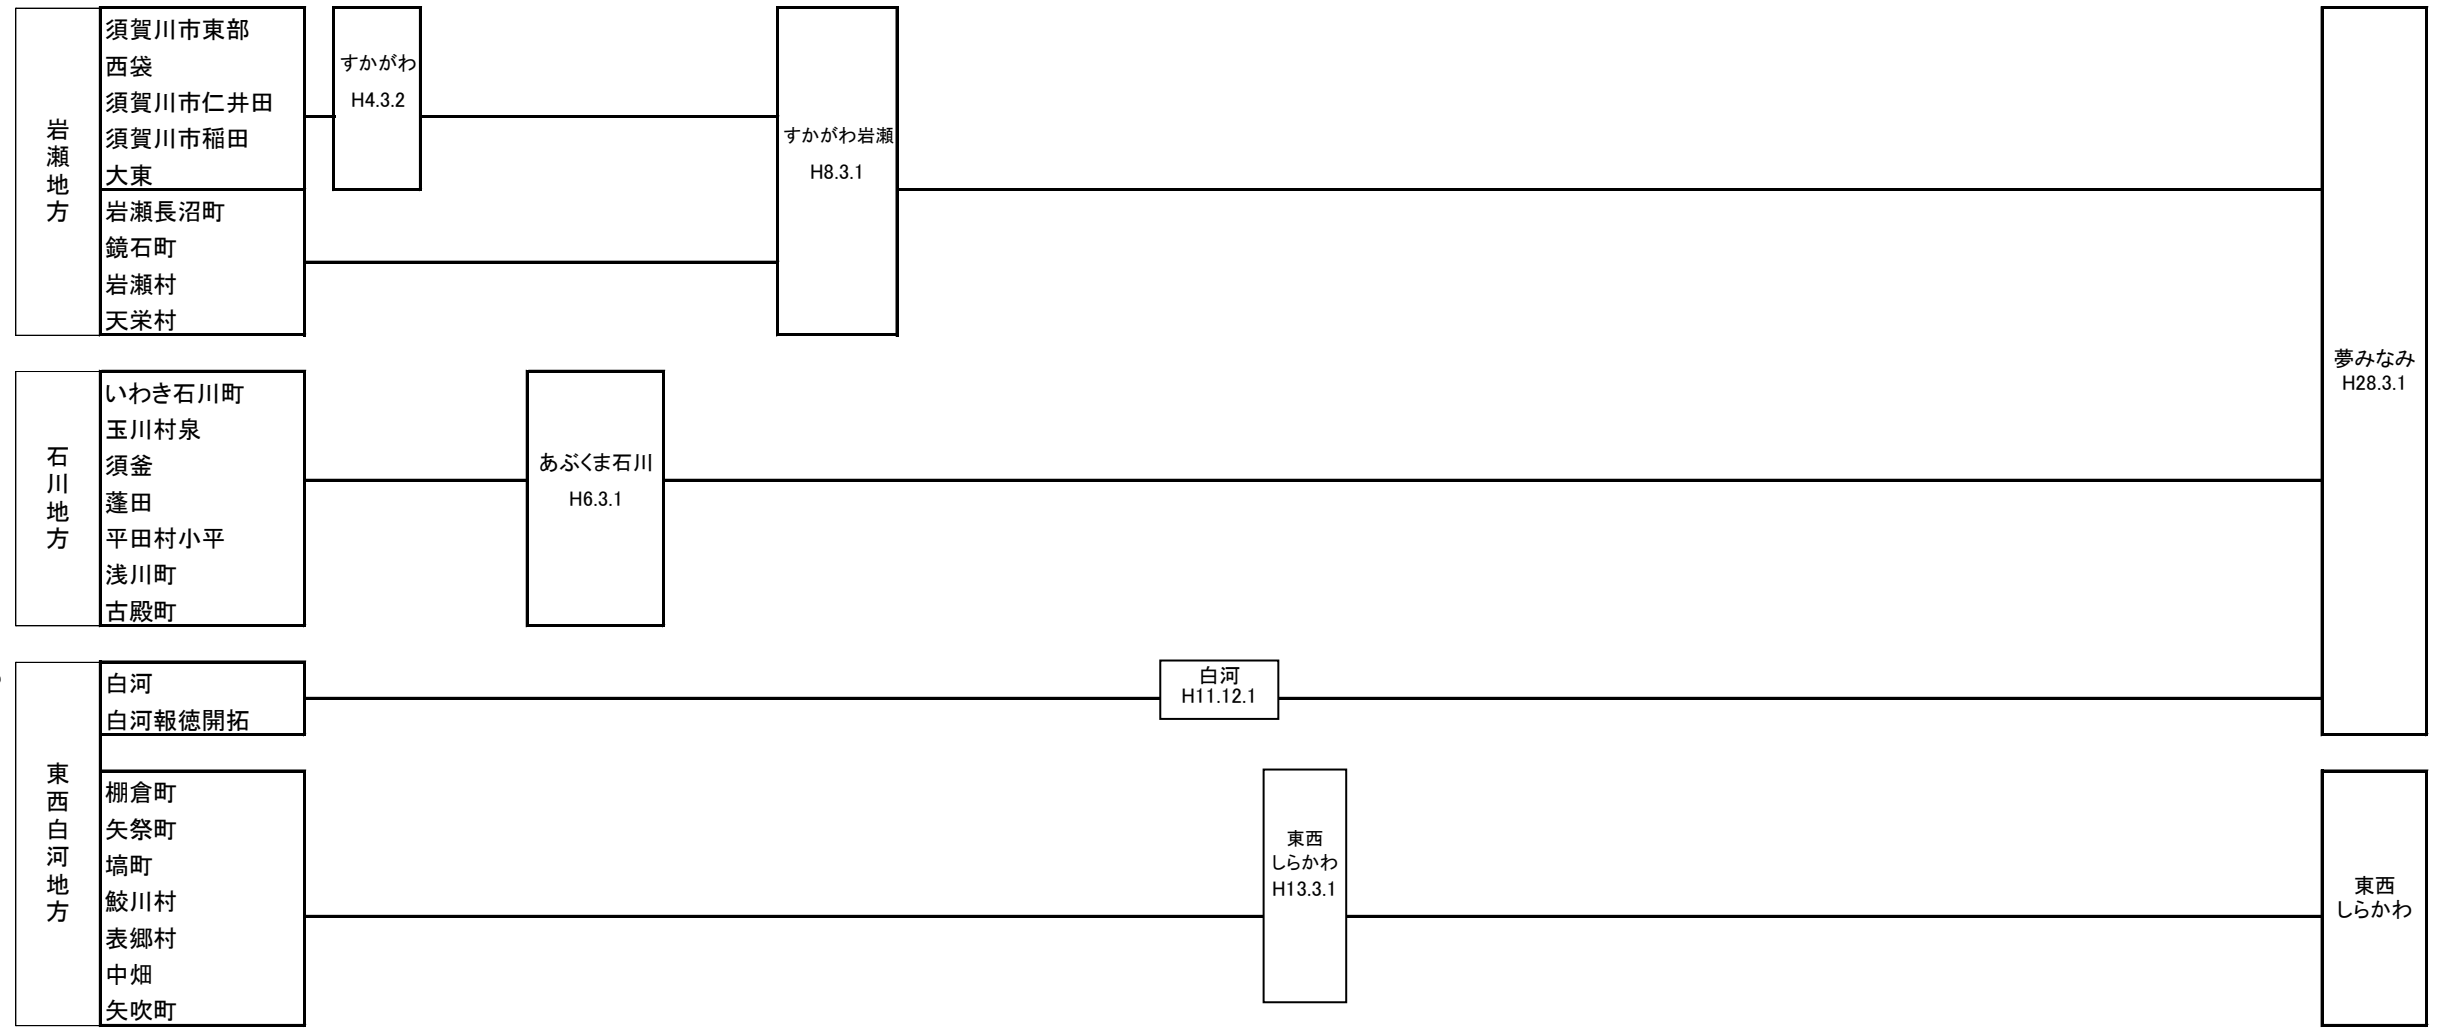 岩瀬地方
須賀川市東部
西袋
須賀川市仁井田
須賀川市稲田
大東
岩瀬長沼町
鏡石町
岩瀬村
天栄村
すかがわ
H4.3.2
すかがわ岩瀬
H8.3.1
石川地方
いわき石川町
玉川村泉
須釜
蓬田
平田村小平
浅川町
古殿町
あぶくま石川
H6.3.1
東西白河地方
白河
白河報徳開拓
白河
H11.12.1
夢みなみ
H28.3.1
棚倉町
矢祭町
塙町
鮫川村
表郷村
中畑
矢吹町
東西
しらかわ
H13.3.1
東西
しらかわ